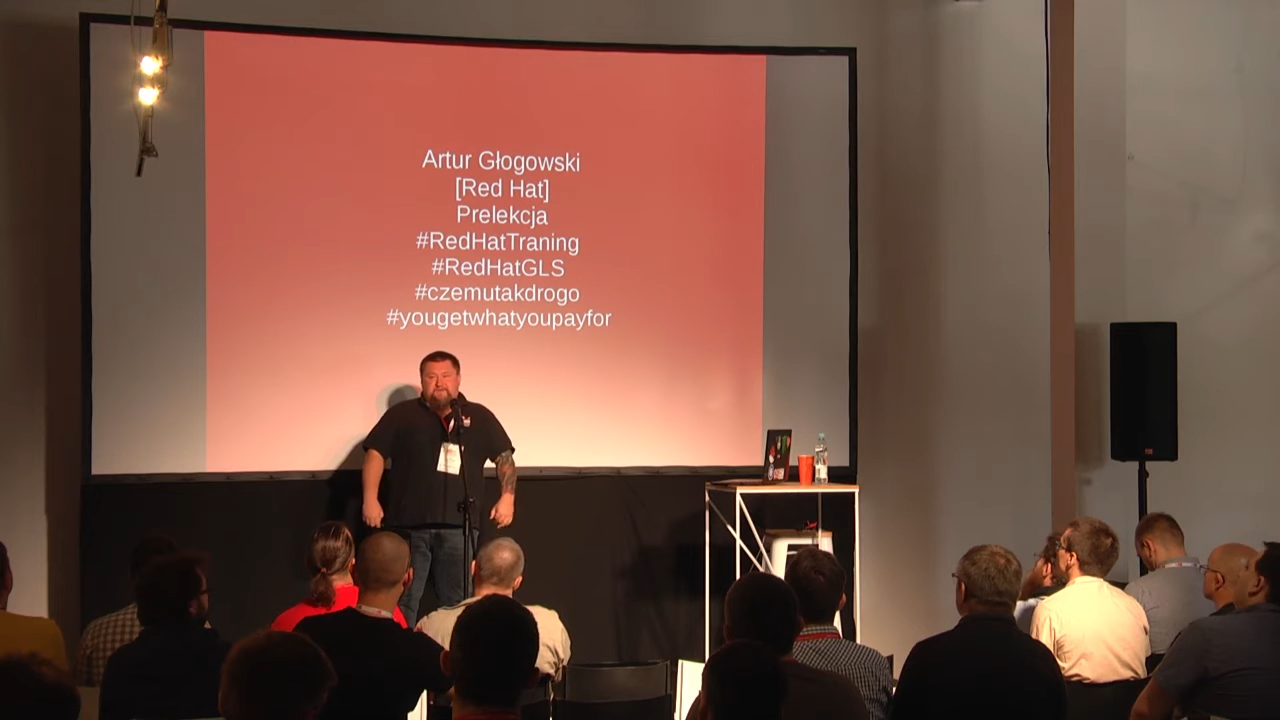 Artur Głogowski
[Red Hat]
Prelekcja
#RedHatTraning
#RedHatGLS
#czemutakdrogo
#yougetwhatyoupayfor